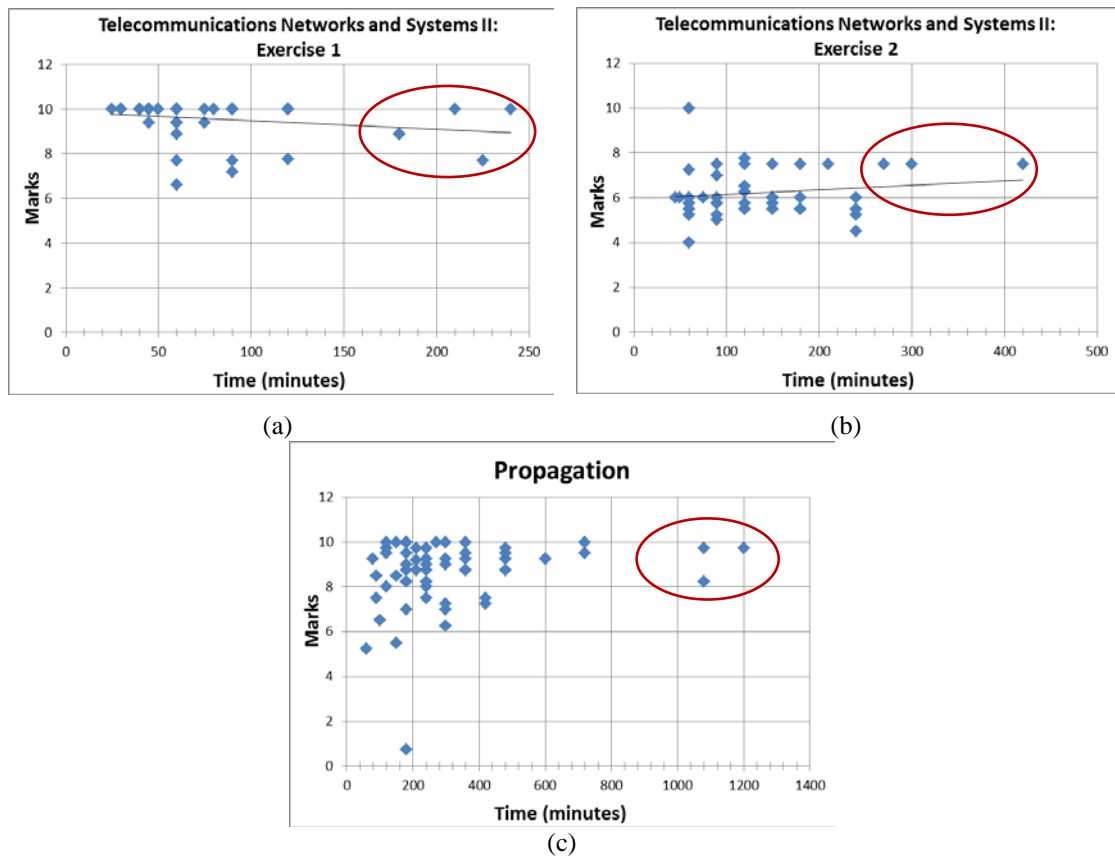 Telecommunications Networks and Systems II:
Exercise 1
12
10
8
6
4
2
0
Marks
0 50 100 150 200 250
Time (minutes)
(a)
Telecommunications Networks and Systems II:
Exercise 2
12
10
8
6
4
2
0
Marks
0 100 200 300 400 500
Time (minutes)
(b)
Propagation
12
10
8
6
4
2
0
Marks
0 200 400 600 800 1000 1200 1400
Time (minutes)
(c)